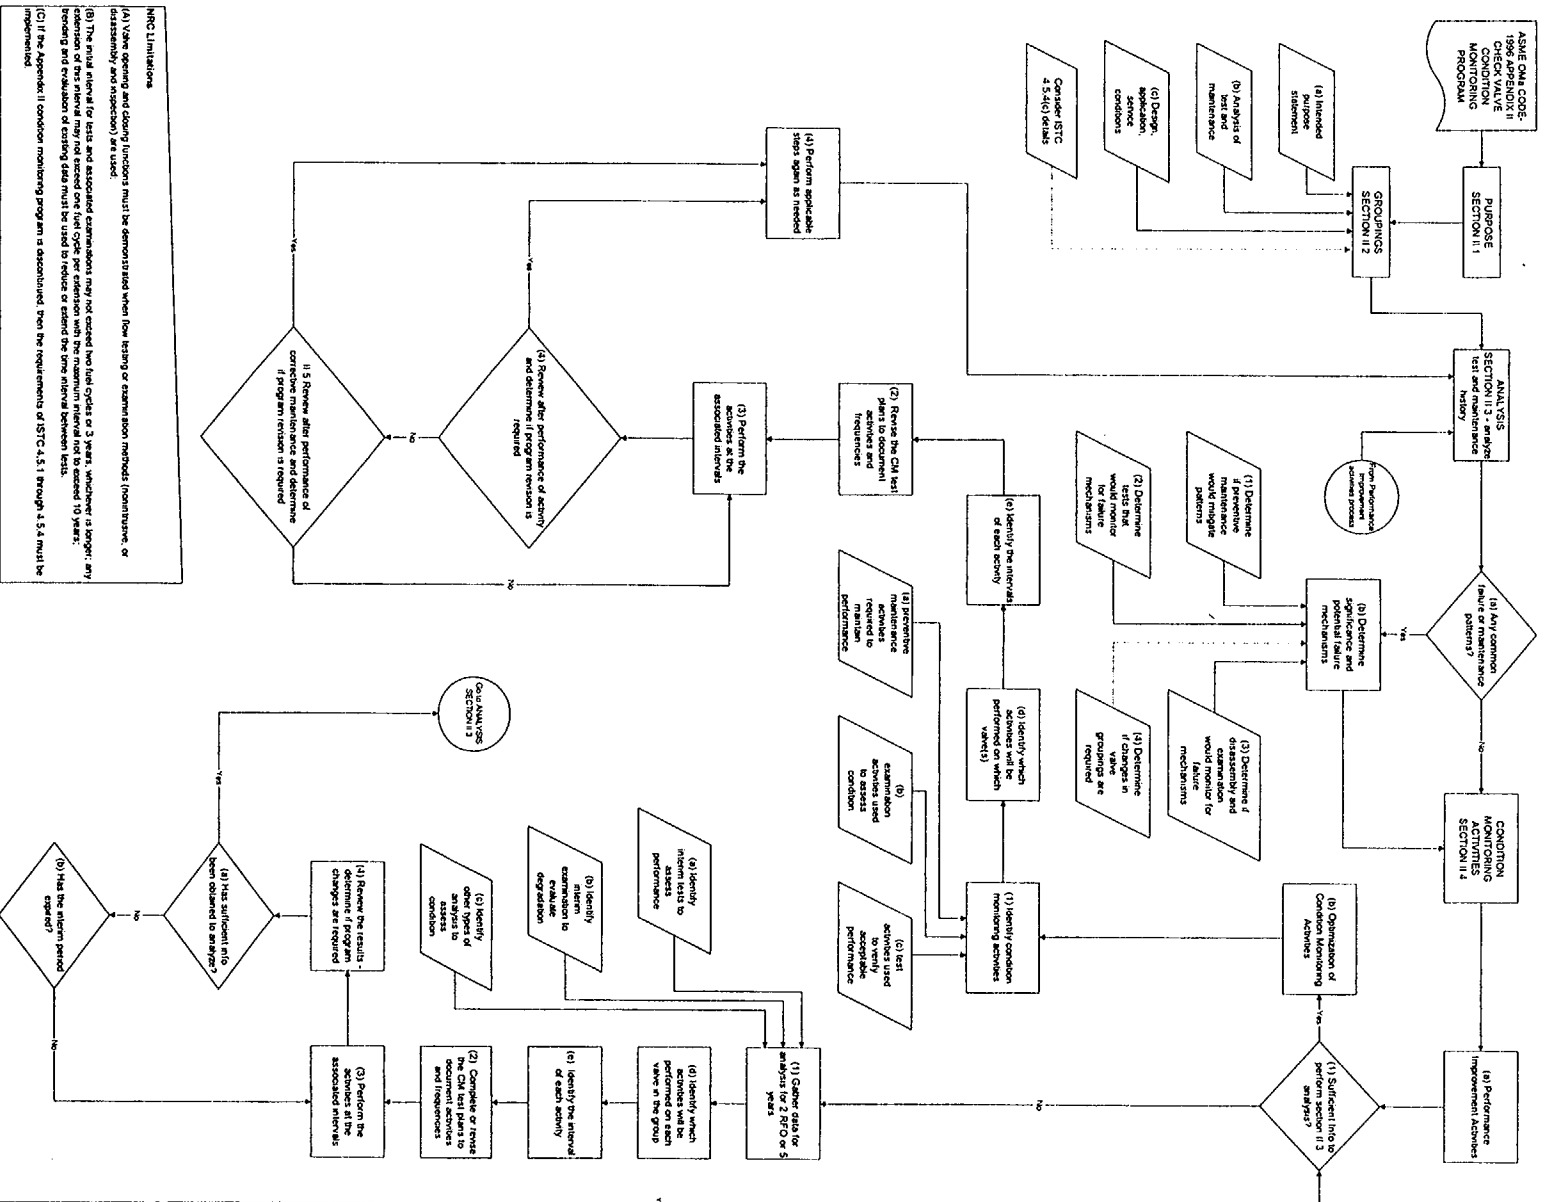 ASME OMa CODE-
1996 APPENDIX II
CHECK VALVE
CONDITION
MONITORING
PROGRAM
PURPOSE
SECTION II 1
(a) Intended
purpose
statement
(b) Analysis of
test and
maintenance
(c) Design,
application,
service
conditions
Consider ISTC
4.5.4(c) details
GROUPINGS
SECTION II 2
ANALYSIS
SECTION II 3 - analyze
test and maintenance
history
From Performance
Improvement
activities process
(a) Any common
failure or maintenance
patterns?
Yes
No
(b) Determine
significance and
potential failure
mechanisms
(1) Determine
if preventive
maintenance
would mitigate
patterns
(2) Determine
tests that
would monitor
for failure
mechanisms
(3) Determine if
disassembly and
examination
would monitor for
failure
mechanisms
(4) Determine
if changes in
valve
groupings are
required
CONDITION
MONITORING
ACTIVITIES
SECTION II 4
(a) Performance
Improvement Activities
(1) Sufficient Info to
perform section II 3
analysis?
Yes
No
(b) Optimization of
Condition Monitoring
Activities
(1) Identify condition
monitoring activities
(a) preventive
maintenance
activities
required to
maintain
performance
(b)
examination
activities used
to assess
condition
(c) test
activities used
to verify
acceptable
performance
(d) Identify which
activities will be
performed on which
valve(s)
(e) Identify the intervals
of each activity
(2) Revise the CM test
plans to document
activities and
frequencies
(3) Perform the
activities at the
associated intervals
(4) Review after performance of activity
and determine if program revision is
required
Yes
No
II 5 Review after performance of
corrective maintenance and determine
if program revision is required
Yes
No
(4) Perform applicable
steps again as needed
(1) Gather data for
analysis for 2 RFO or 5
years
(a) Identify
interim tests to
assess
performance
(b) Identify
interim
examination to
evaluate
degradation
(c) Identify
other types of
analysis to
assess
condition
(d) Identify which
activities will be
performed on each
valve in the group
(e) Identify the interval
of each activity
(2) Complete or revise
the CM test plans to
document activities
and frequencies
(3) Perform the
activities at the
associated intervals
(4) Review the results -
determine if program
changes are required
(a) Has sufficient info
been obtained to analyze?
Yes
No
Go to ANALYSIS
SECTION II 3
(b) Has the interim period
expired?
No
NRC Limitations
(A) Valve opening and closing functions must be demonstrated when flow testing or examination methods (nonintrusive, or
disassembly and inspection) are used;
(B) The initial interval for tests and associated examinations may not exceed two fuel cycles or 3 years, whichever is longer; any
extension of this interval may not exceed one fuel cycle per extension with the maximum interval not to exceed 10 years;
trending and evaluation of existing data must be used to reduce or extend the time interval between tests.
(C) If the Appendix II condition monitoring program is discontinued, then the requirements of ISTC 4.5.1 through 4.5.4 must be
implemented.